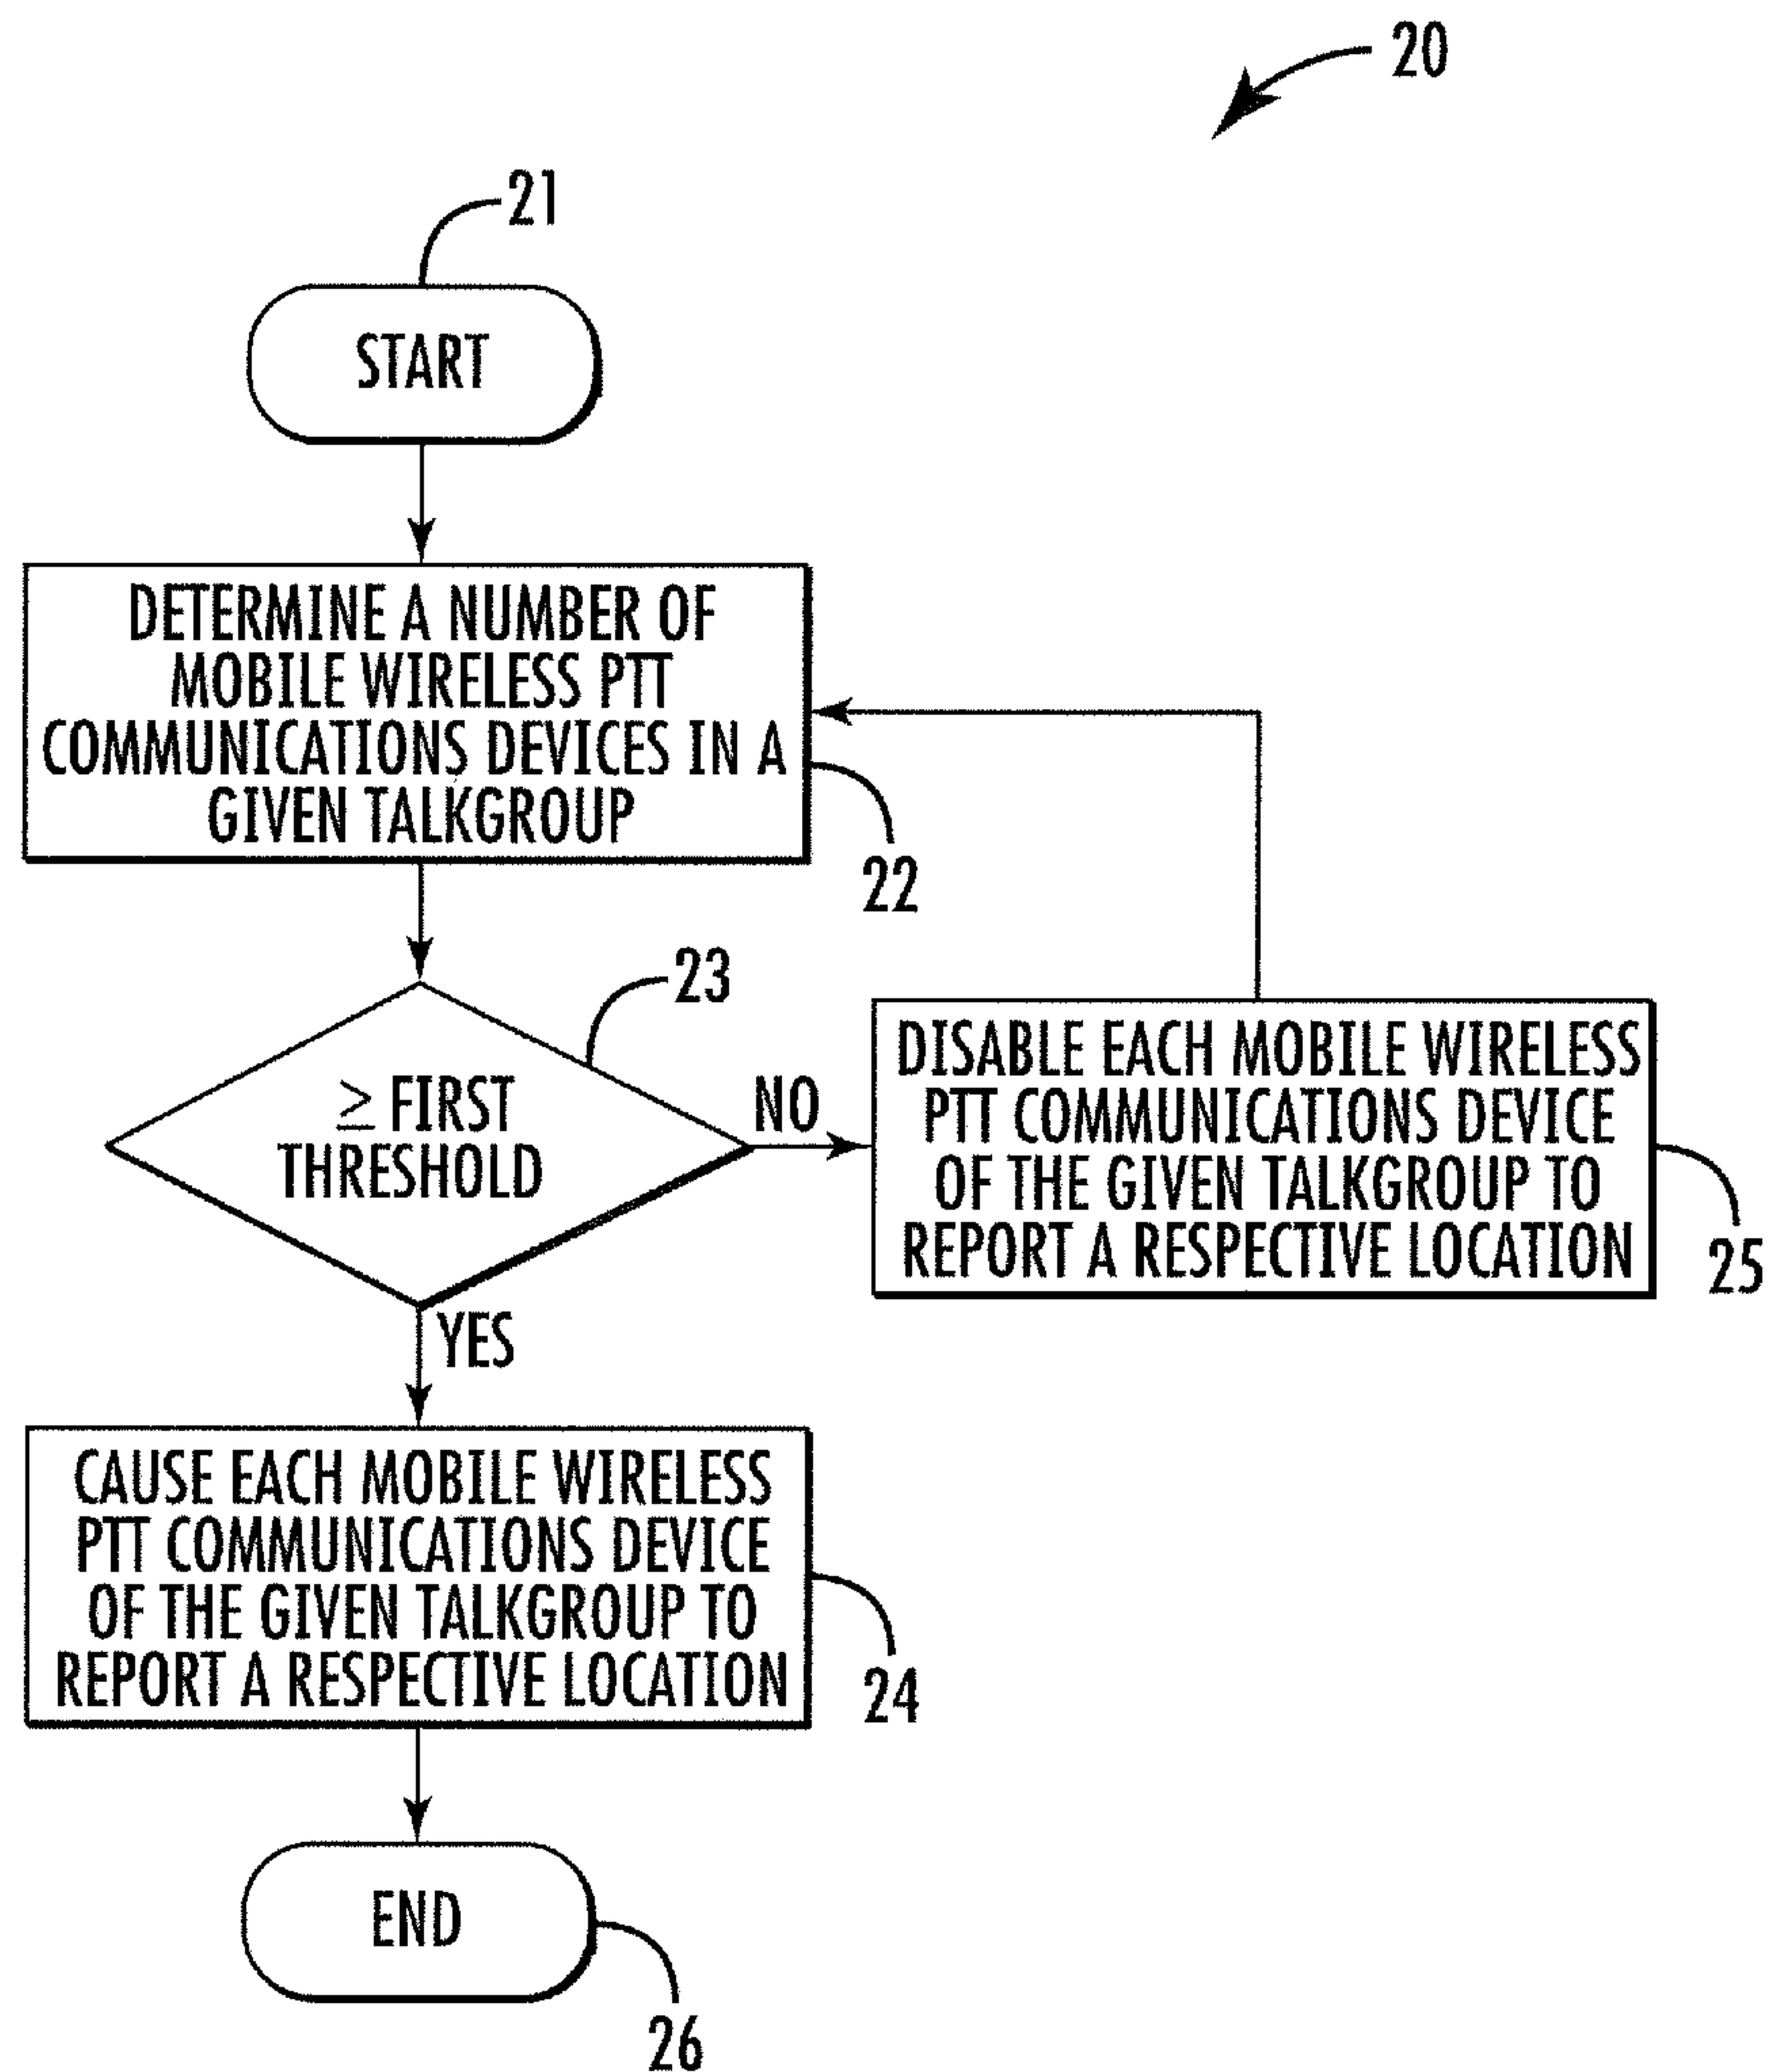 20
21
START
DETERMINE A NUMBER OF
MOBILE WIRELESS PTT
COMMUNICATIONS DEVICES IN A
GIVEN TALKGROUP
22
23
≥ FIRST
THRESHOLD
NO
DISABLE EACH MOBILE WIRELESS
PTT COMMUNICATIONS DEVICE
OF THE GIVEN TALKGROUP TO
REPORT A RESPECTIVE LOCATION
25
YES
CAUSE EACH MOBILE WIRELESS
PTT COMMUNICATIONS DEVICE
OF THE GIVEN TALKGROUP TO
REPORT A RESPECTIVE LOCATION
24
END
26